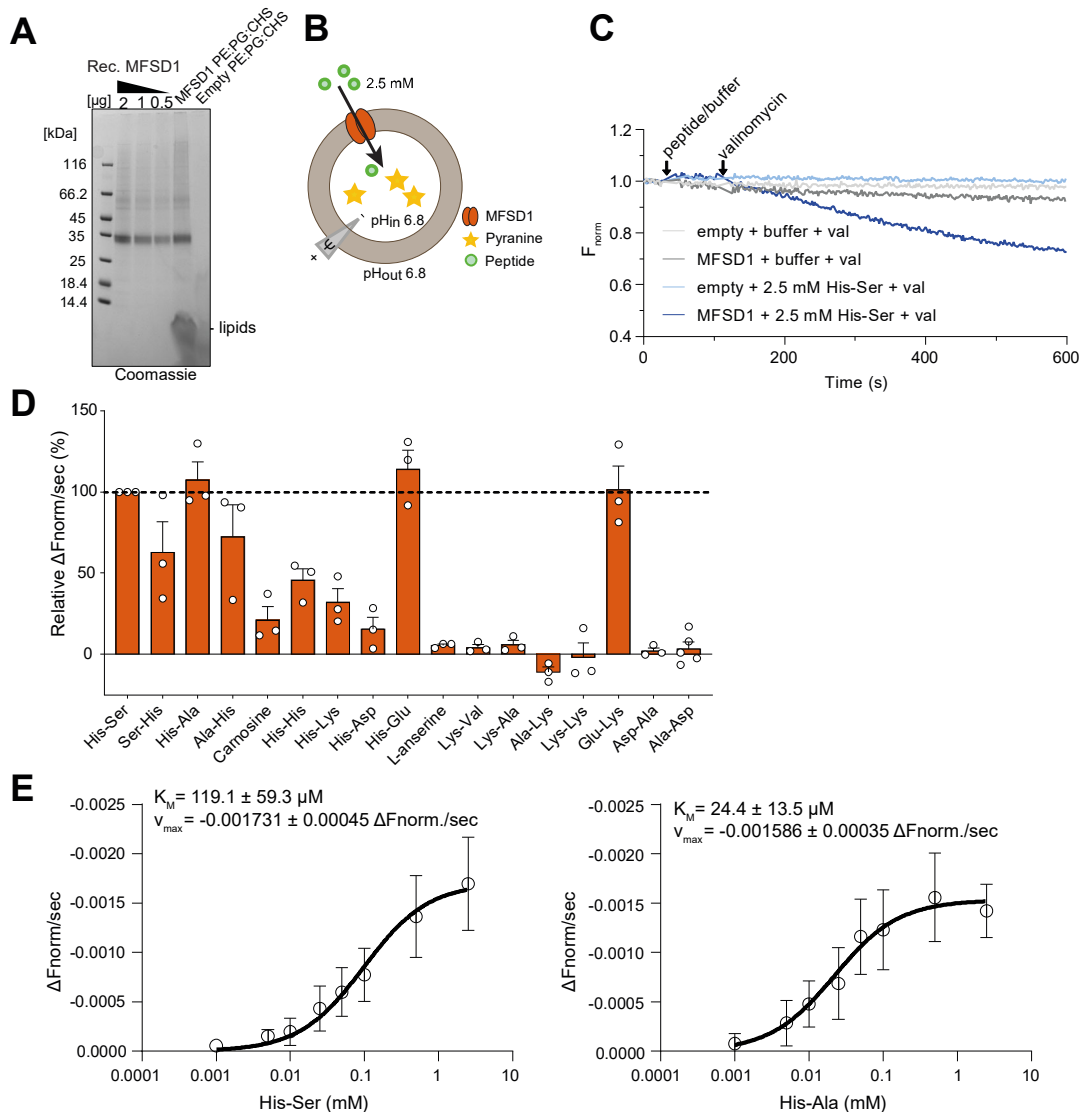 A
Rec. MFSD1
MFSD1 PE:PG:CHS
Empty PE:PG:CHS
[µg] 2 1 0.5
[kDa]
116
66.2
45
35
25
18.4
14.4
- lipids
Coomassie
B
2.5 mM
pHin 6.8
+ Ψ -
pHout 6.8
MFSD1
Pyranine
Peptide
C
peptide/buffer
valinomycin
1.2
1.0
0.8
0.6
0.4
Fnorm
empty + buffer + val
MFSD1 + buffer + val
empty + 2.5 mM His-Ser + val
MFSD1 + 2.5 mM His-Ser + val
0 200 400 600
Time (s)
D
Relative ΔFnorm/sec (%)
150
100
50
0
His-Ser
Ser-His
His-Ala
Ala-His
Carnosine
His-His
His-Lys
His-Asp
His-Glu
L-anserine
Lys-Val
Lys-Ala
Ala-Lys
Lys-Lys
Glu-Lys
Asp-Ala
Ala-Asp
E
KM= 119.1 ± 59.3 µM
vmax= -0.001731 ± 0.00045 ΔFnorm./sec
-0.0025
-0.0020
-0.0015
-0.0010
-0.0005
0.0000
ΔFnorm/sec
0.0001 0.001 0.01 0.1 1 10
His-Ser (mM)
KM= 24.4 ± 13.5 µM
vmax= -0.001586 ± 0.00035 ΔFnorm./sec
-0.0025
-0.0020
-0.0015
-0.0010
-0.0005
0.0000
ΔFnorm/sec
0.0001 0.001 0.01 0.1 1 10
His-Ala (mM)